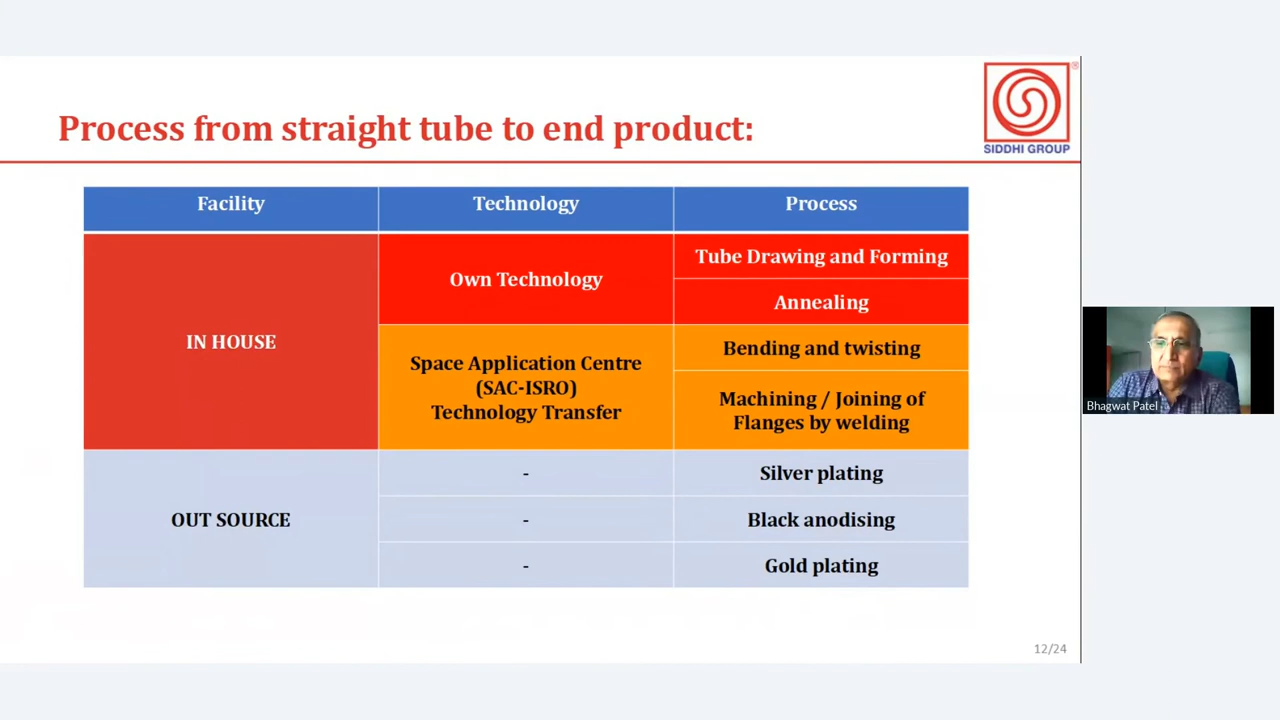 Process from straight tube to end product:
®
SIDDHI GROUP
Facility
Technology
Process
IN HOUSE
Own Technology
Tube Drawing and Forming
Annealing
Space Application Centre
(SAC-ISRO)
Technology Transfer
Bending and twisting
Machining / Joining of
Flanges by welding
OUT SOURCE
-
Silver plating
-
Black anodising
-
Gold plating
12/24
Bhagwat Patel